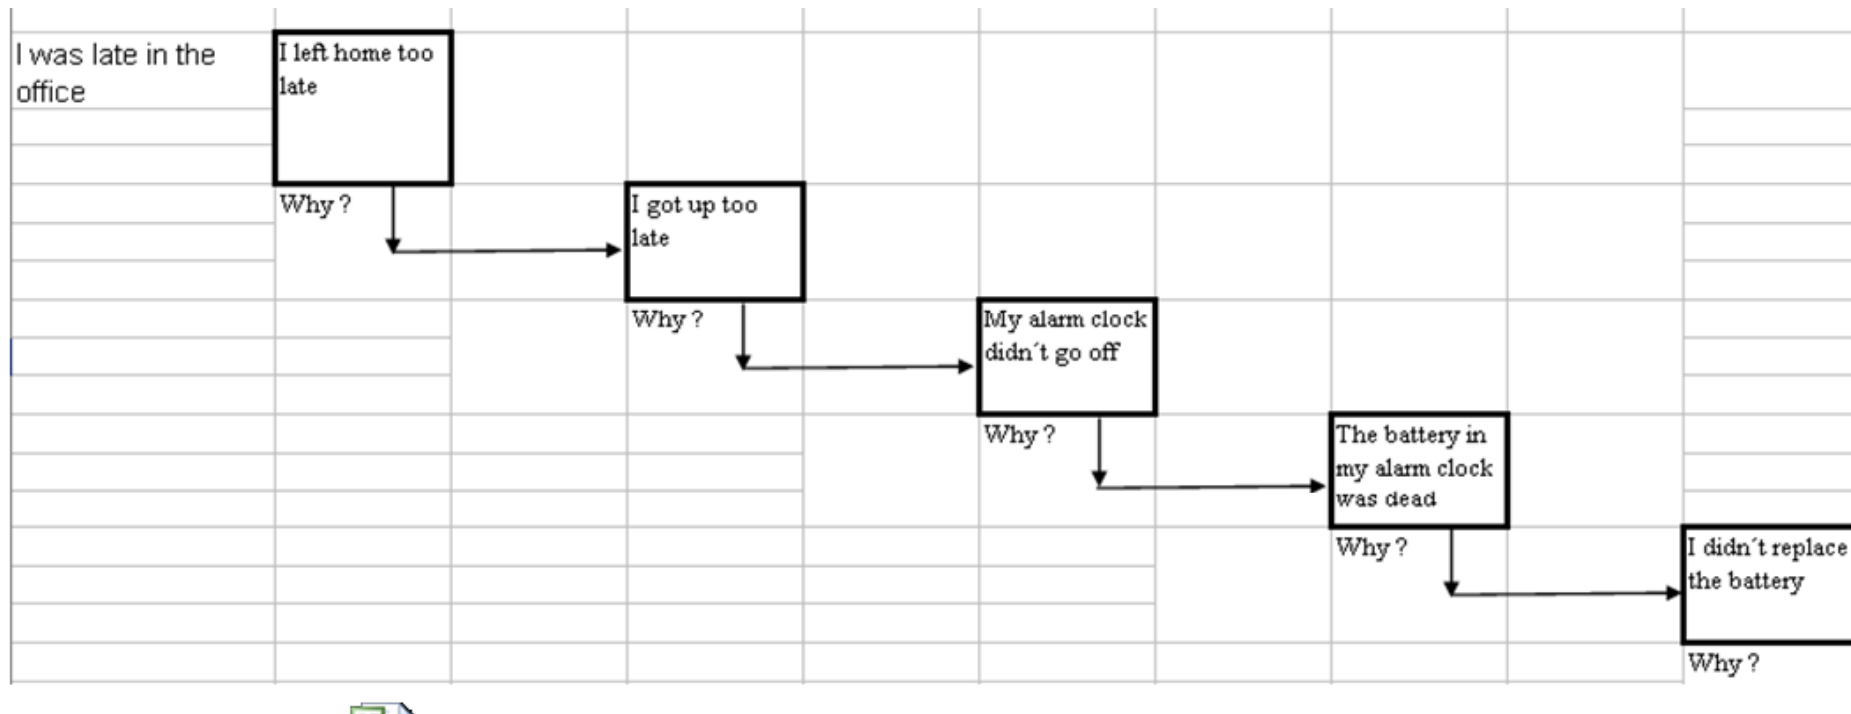 I was late in the
office
I left home too
late
Why ?
I got up too
late
Why ?
My alarm clock
didn´t go off
Why ?
The battery in
my alarm clock
was dead
Why ?
I didn´t replace
the battery
Why ?